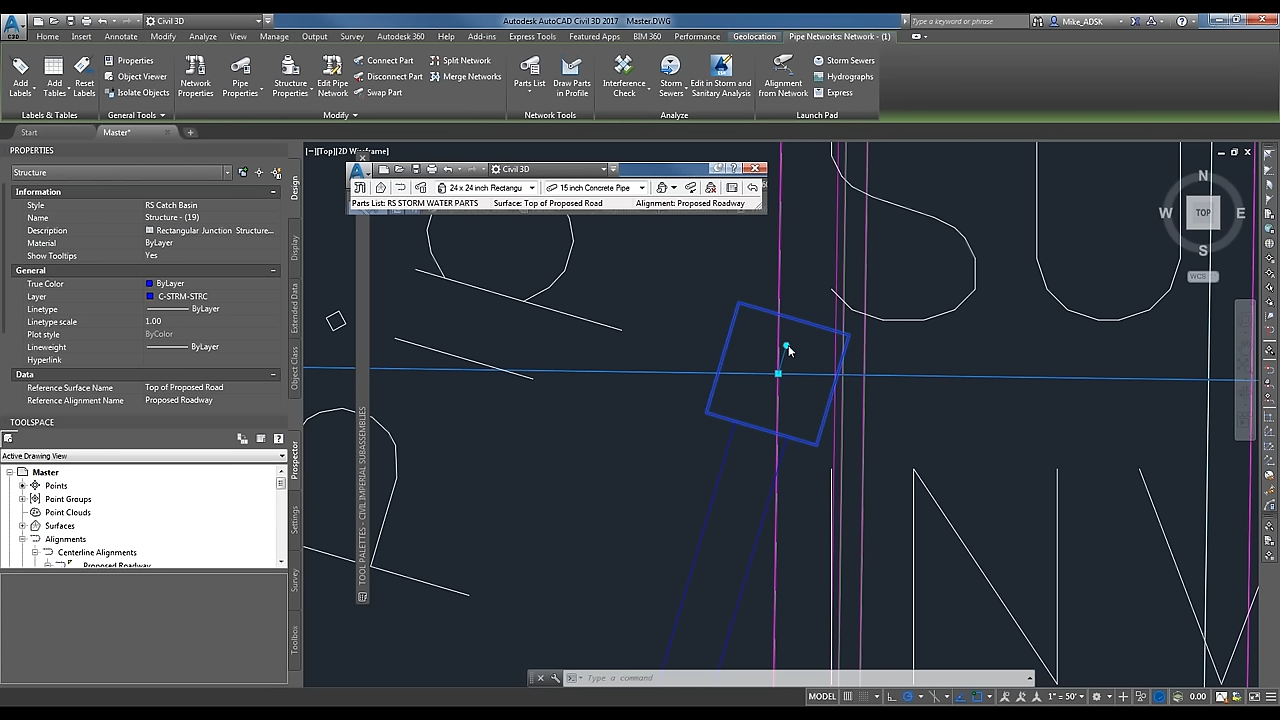 Civil 3D
Autodesk AutoCAD Civil 3D 2017 Master.DWG
Type a keyword or phrase
Mike_ADSK
Home Insert Annotate Modify Analyze View Manage Output Survey Autodesk 360 Help Add-ins Express Tools Featured Apps BIM 360 Performance Geolocation Pipe Networks: Network - (1)
Add Labels
Add Tables
Reset Labels
Properties
Object Viewer
Isolate Objects
Network Properties
Pipe Properties
Structure Properties
Edit Pipe Network
Connect Part
Disconnect Part
Swap Part
Split Network
Merge Networks
Parts List
Draw Parts in Profile
Interference Check
Storm Sewers
Edit in Storm and Sanitary Analysis
Alignment from Network
Storm Sewers
Hydrographs
Express
Labels & Tables General Tools Modify Network Tools Analyze Launch Pad
Start Master*
PROPERTIES
Structure
Information
Style RS Catch Basin
Name Structure - (19)
Description Rectangular Junction Structure...
Material ByLayer
Show Tooltips Yes
General
True Color ByLayer
Layer C-STRM-STRC
Linetype ByLayer
Linetype scale 1.00
Plot style ByColor
Lineweight ByLayer
Hyperlink
Data
Reference Surface Name Top of Proposed Road
Reference Alignment Name Proposed Roadway
Design
Display
Extended Data
Object Class
TOOLSPACE
Active Drawing View
Master
Points
Point Groups
Point Clouds
Surfaces
Alignments
Centerline Alignments
Proposed Roadway
Prospector
Settings
Survey
Toolbox
[-][Top][2D Wireframe]
Civil 3D
24 x 24 inch Rectangu
15 inch Concrete Pipe
Parts List: RS STORM WATER PARTS Surface: Top of Proposed Road Alignment: Proposed Roadway
TOOL PALETTES - CIVIL IMPERIAL SUBASSEMBLIES
N
W TOP E
S
WCS
Type a command
MODEL 1" = 50' 0.00